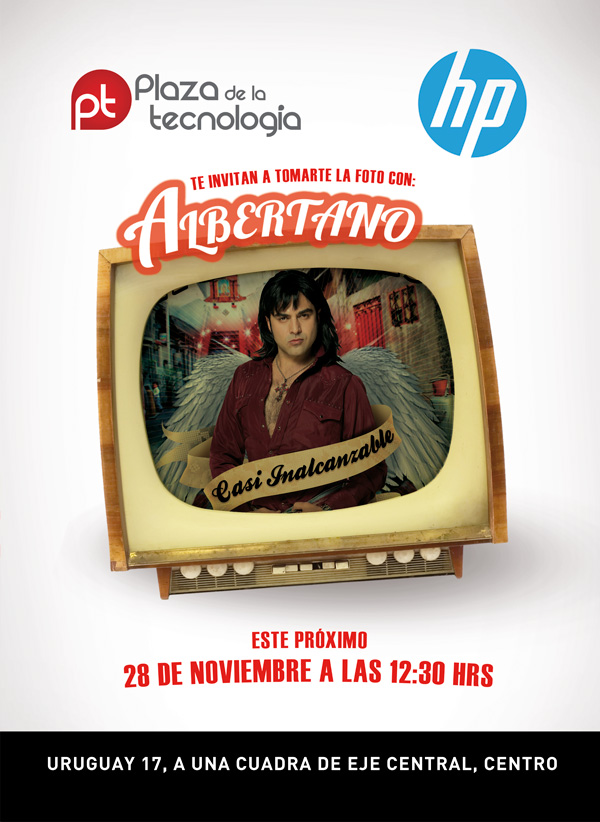 pt
Plaza de la
tecnología
hp
TE INVITAN A TOMARTE LA FOTO CON:
ALBERTANO
Casi Inalcanzable
ESTE PRÓXIMO
28 DE NOVIEMBRE A LAS 12:30 HRS
URUGUAY 17, A UNA CUADRA DE EJE CENTRAL, CENTRO